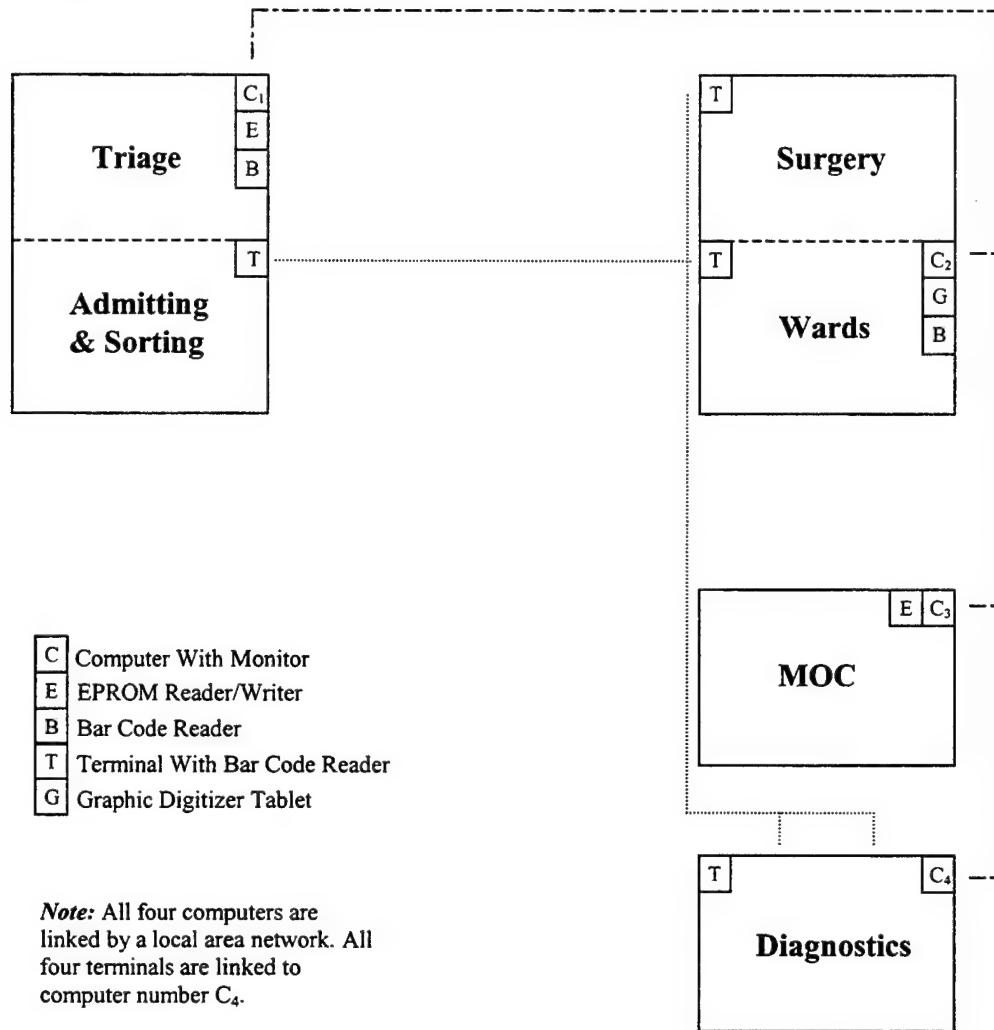 C₁
E
B
Triage
T
Admitting
& Sorting
T
Surgery
T
C₂
G
B
Wards
E C₃
MOC
C Computer With Monitor
E EPROM Reader/Writer
B Bar Code Reader
T Terminal With Bar Code Reader
G Graphic Digitizer Tablet
T
C₄
Diagnostics
Note: All four computers are
linked by a local area network. All
four terminals are linked to
computer number C₄.